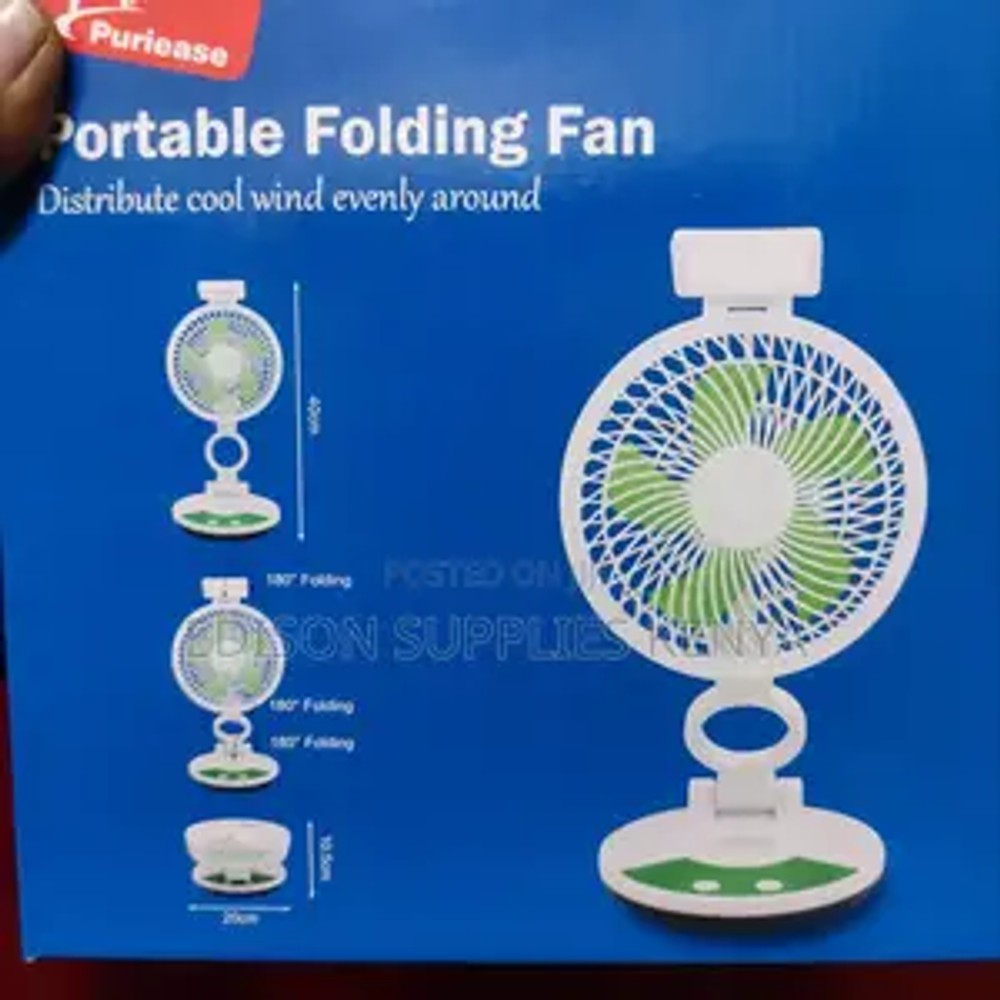 Puriease
Portable Folding Fan
Distribute cool wind evenly around
40cm
180° Folding
POSTED ON
EDISON SUPPLIES KENYA
180° Folding
180° Folding
10.5cm
20cm